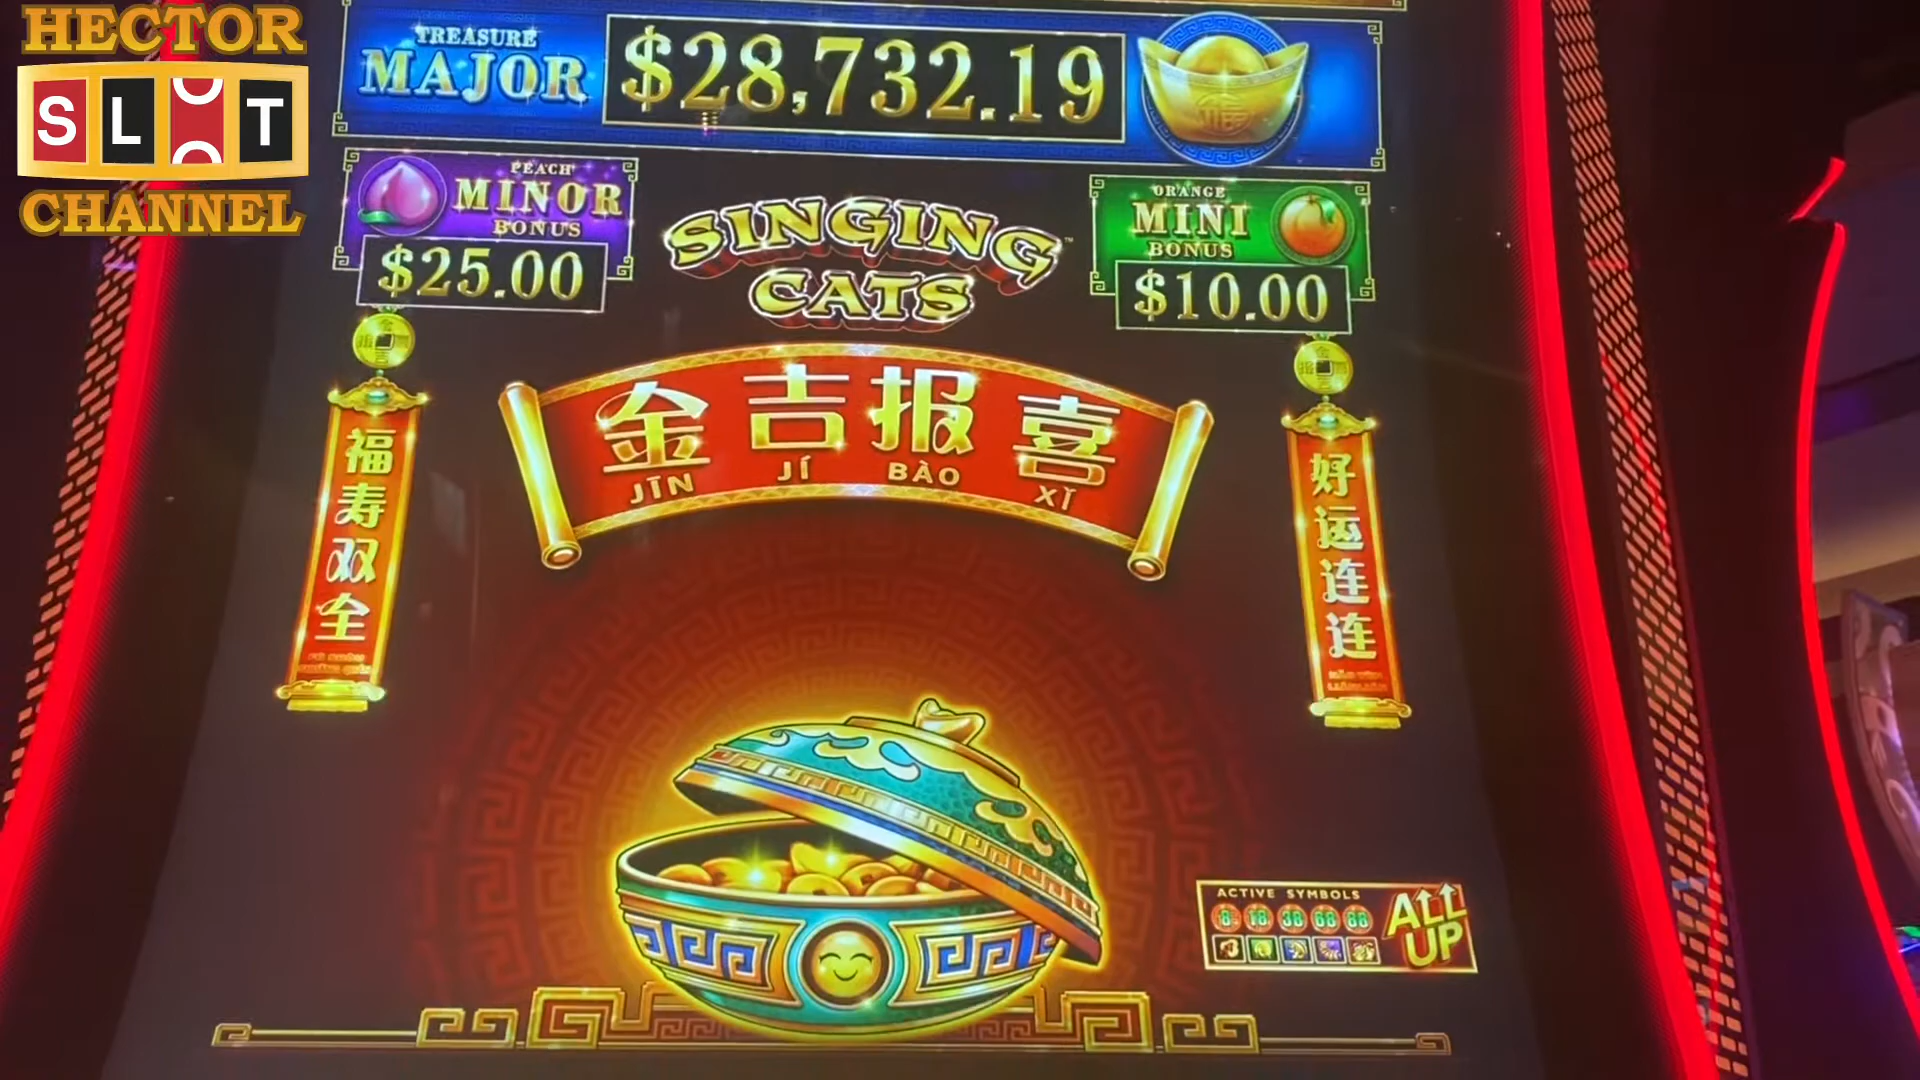 HECTOR
SLOT
CHANNEL
TREASURE
MAJOR
$28,732.19
PEACH
MINOR
BONUS
$25.00
SINGING
CATS
™
ORANGE
MINI
BONUS
$10.00
金吉报喜
JĪN JÍ BÀO XǏ
福寿双全
好运连连
ACTIVE SYMBOLS
8 18 38 68 88
ALL
UP